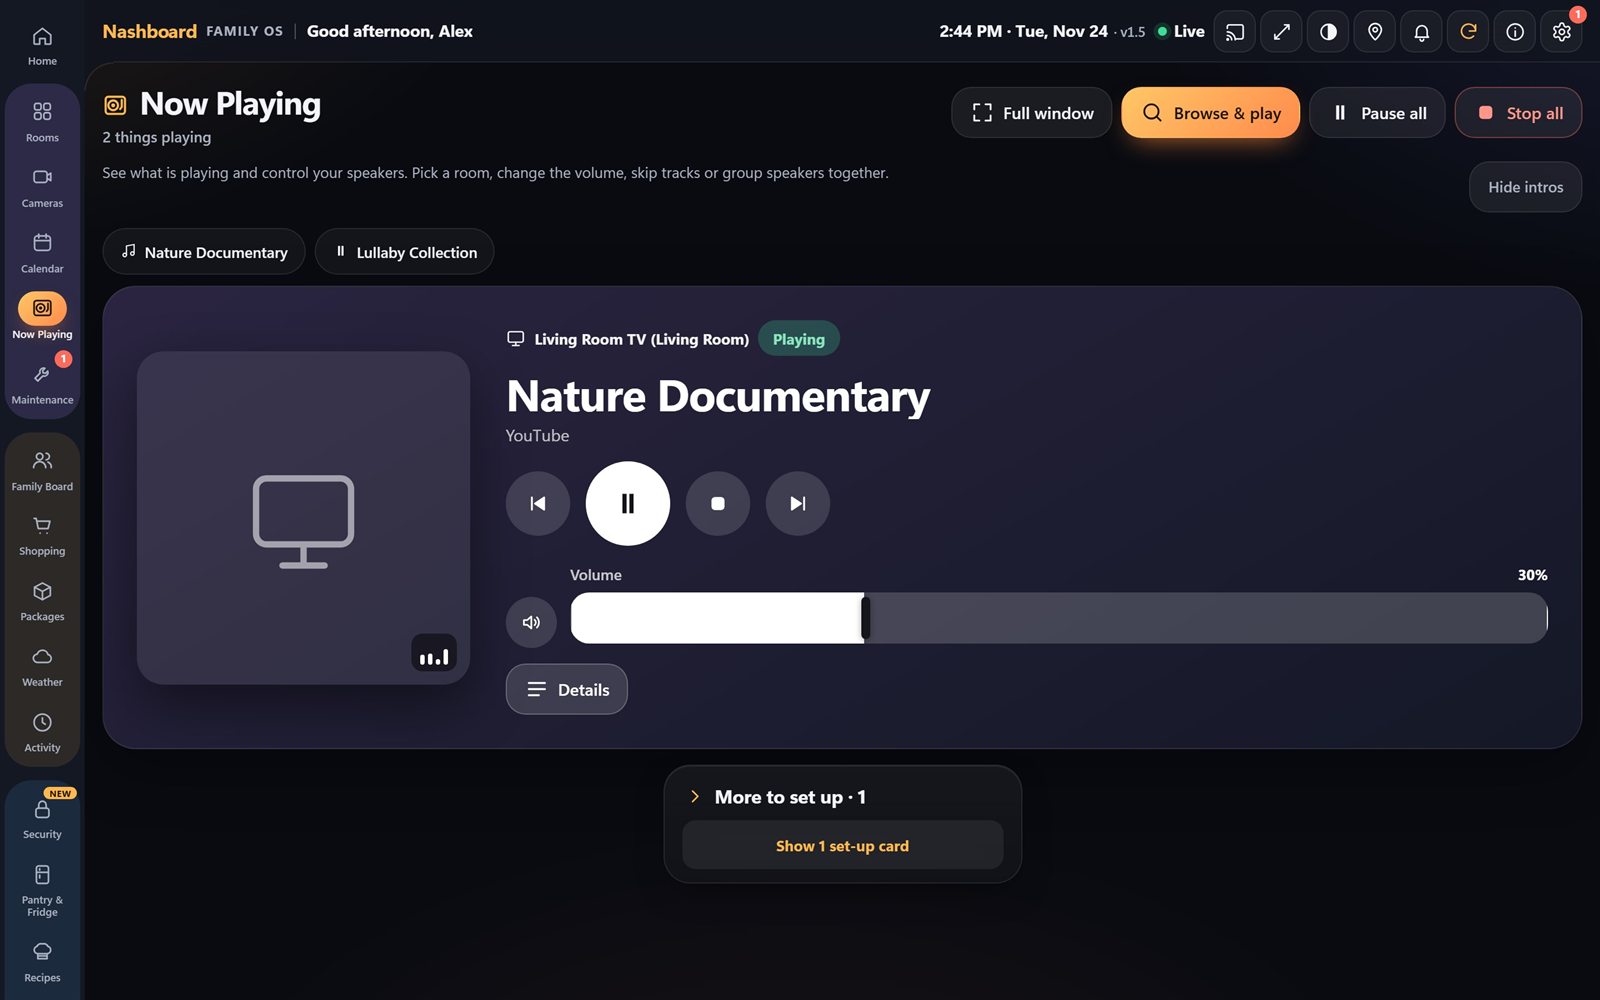 Nashboard FAMILY OS Good afternoon, Alex
2:44 PM · Tue, Nov 24 · v1.5 Live
1
Home
Rooms
Cameras
Calendar
Now Playing
1
Maintenance
Family Board
Shopping
Packages
Weather
Activity
NEW
Security
Pantry &
Fridge
Recipes
Now Playing
2 things playing
Full window
Browse & play
Pause all
Stop all
See what is playing and control your speakers. Pick a room, change the volume, skip tracks or group speakers together.
Hide intros
Nature Documentary
Lullaby Collection
Living Room TV (Living Room) Playing
Nature Documentary
YouTube
Volume 30%
Details
More to set up · 1
Show 1 set-up card